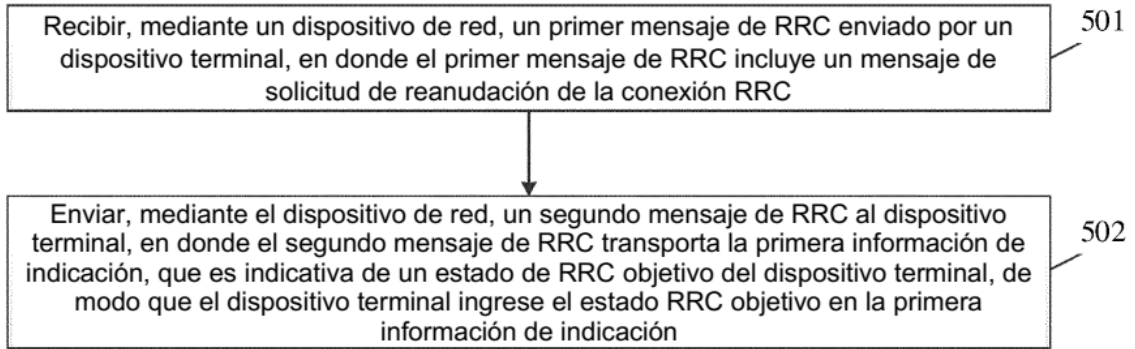 Recibir, mediante un dispositivo de red, un primer mensaje de RRC enviado por un
dispositivo terminal, en donde el primer mensaje de RRC incluye un mensaje de
solicitud de reanudación de la conexión RRC
501
Enviar, mediante el dispositivo de red, un segundo mensaje de RRC al dispositivo
terminal, en donde el segundo mensaje de RRC transporta la primera información de
indicación, que es indicativa de un estado de RRC objetivo del dispositivo terminal, de
modo que el dispositivo terminal ingrese el estado RRC objetivo en la primera
información de indicación
502